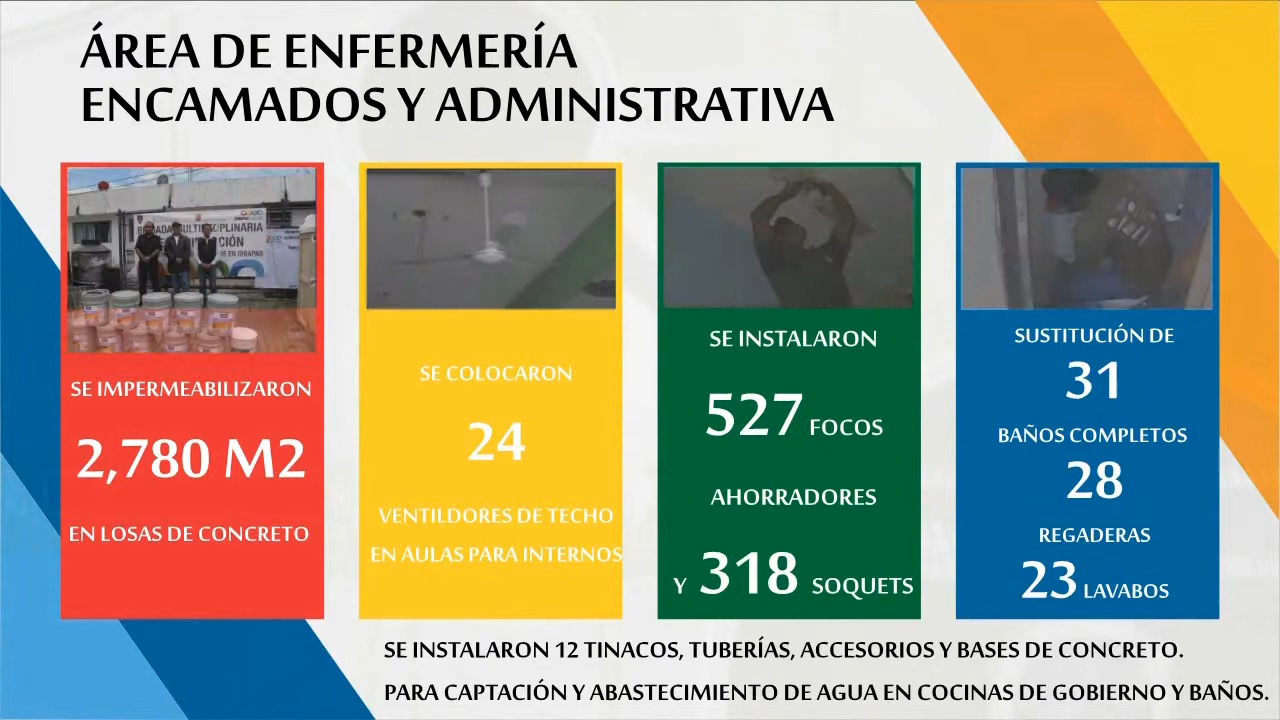 ÁREA DE ENFERMERÍA
ENCAMADOS Y ADMINISTRATIVA
SE IMPERMEABILIZARON
2,780 M2
EN LOSAS DE CONCRETO
SE COLOCARON
24
VENTILDORES DE TECHO
EN AULAS PARA INTERNOS
SE INSTALARON
527 FOCOS
AHORRADORES
Y 318 SOQUETS
SUSTITUCIÓN DE
31
BAÑOS COMPLETOS
28
REGADERAS
23 LAVABOS
SE INSTALARON 12 TINACOS, TUBERÍAS, ACCESORIOS Y BASES DE CONCRETO.
PARA CAPTACIÓN Y ABASTECIMIENTO DE AGUA EN COCINAS DE GOBIERNO Y BAÑOS.